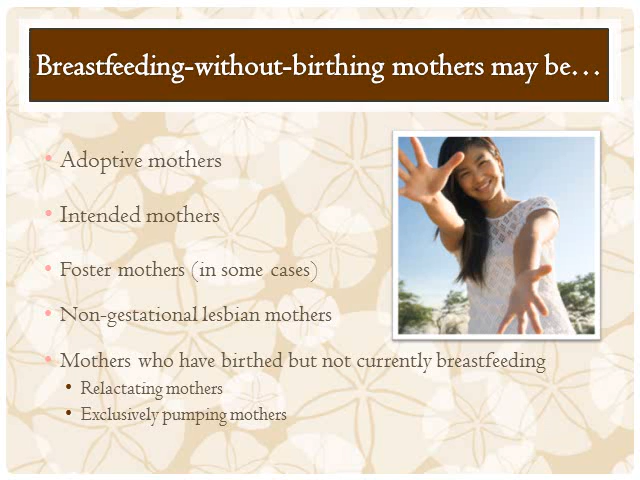 Breastfeeding-without-birthing mothers may be…
• Adoptive mothers
• Intended mothers
• Foster mothers (in some cases)
• Non-gestational lesbian mothers
• Mothers who have birthed but not currently breastfeeding
• Relactating mothers
• Exclusively pumping mothers